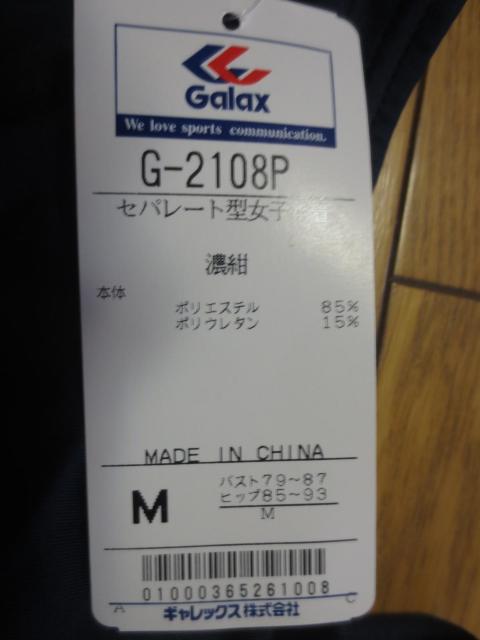 Galax
We love sports communication.
G-2108P
セパレート型女子
濃紺
本体
ポリエステル 85%
ポリウレタン 15%
MADE IN CHINA
M
バスト79～87
ヒップ85～93
M
01000365261008
A ギャレックス株式会社 C